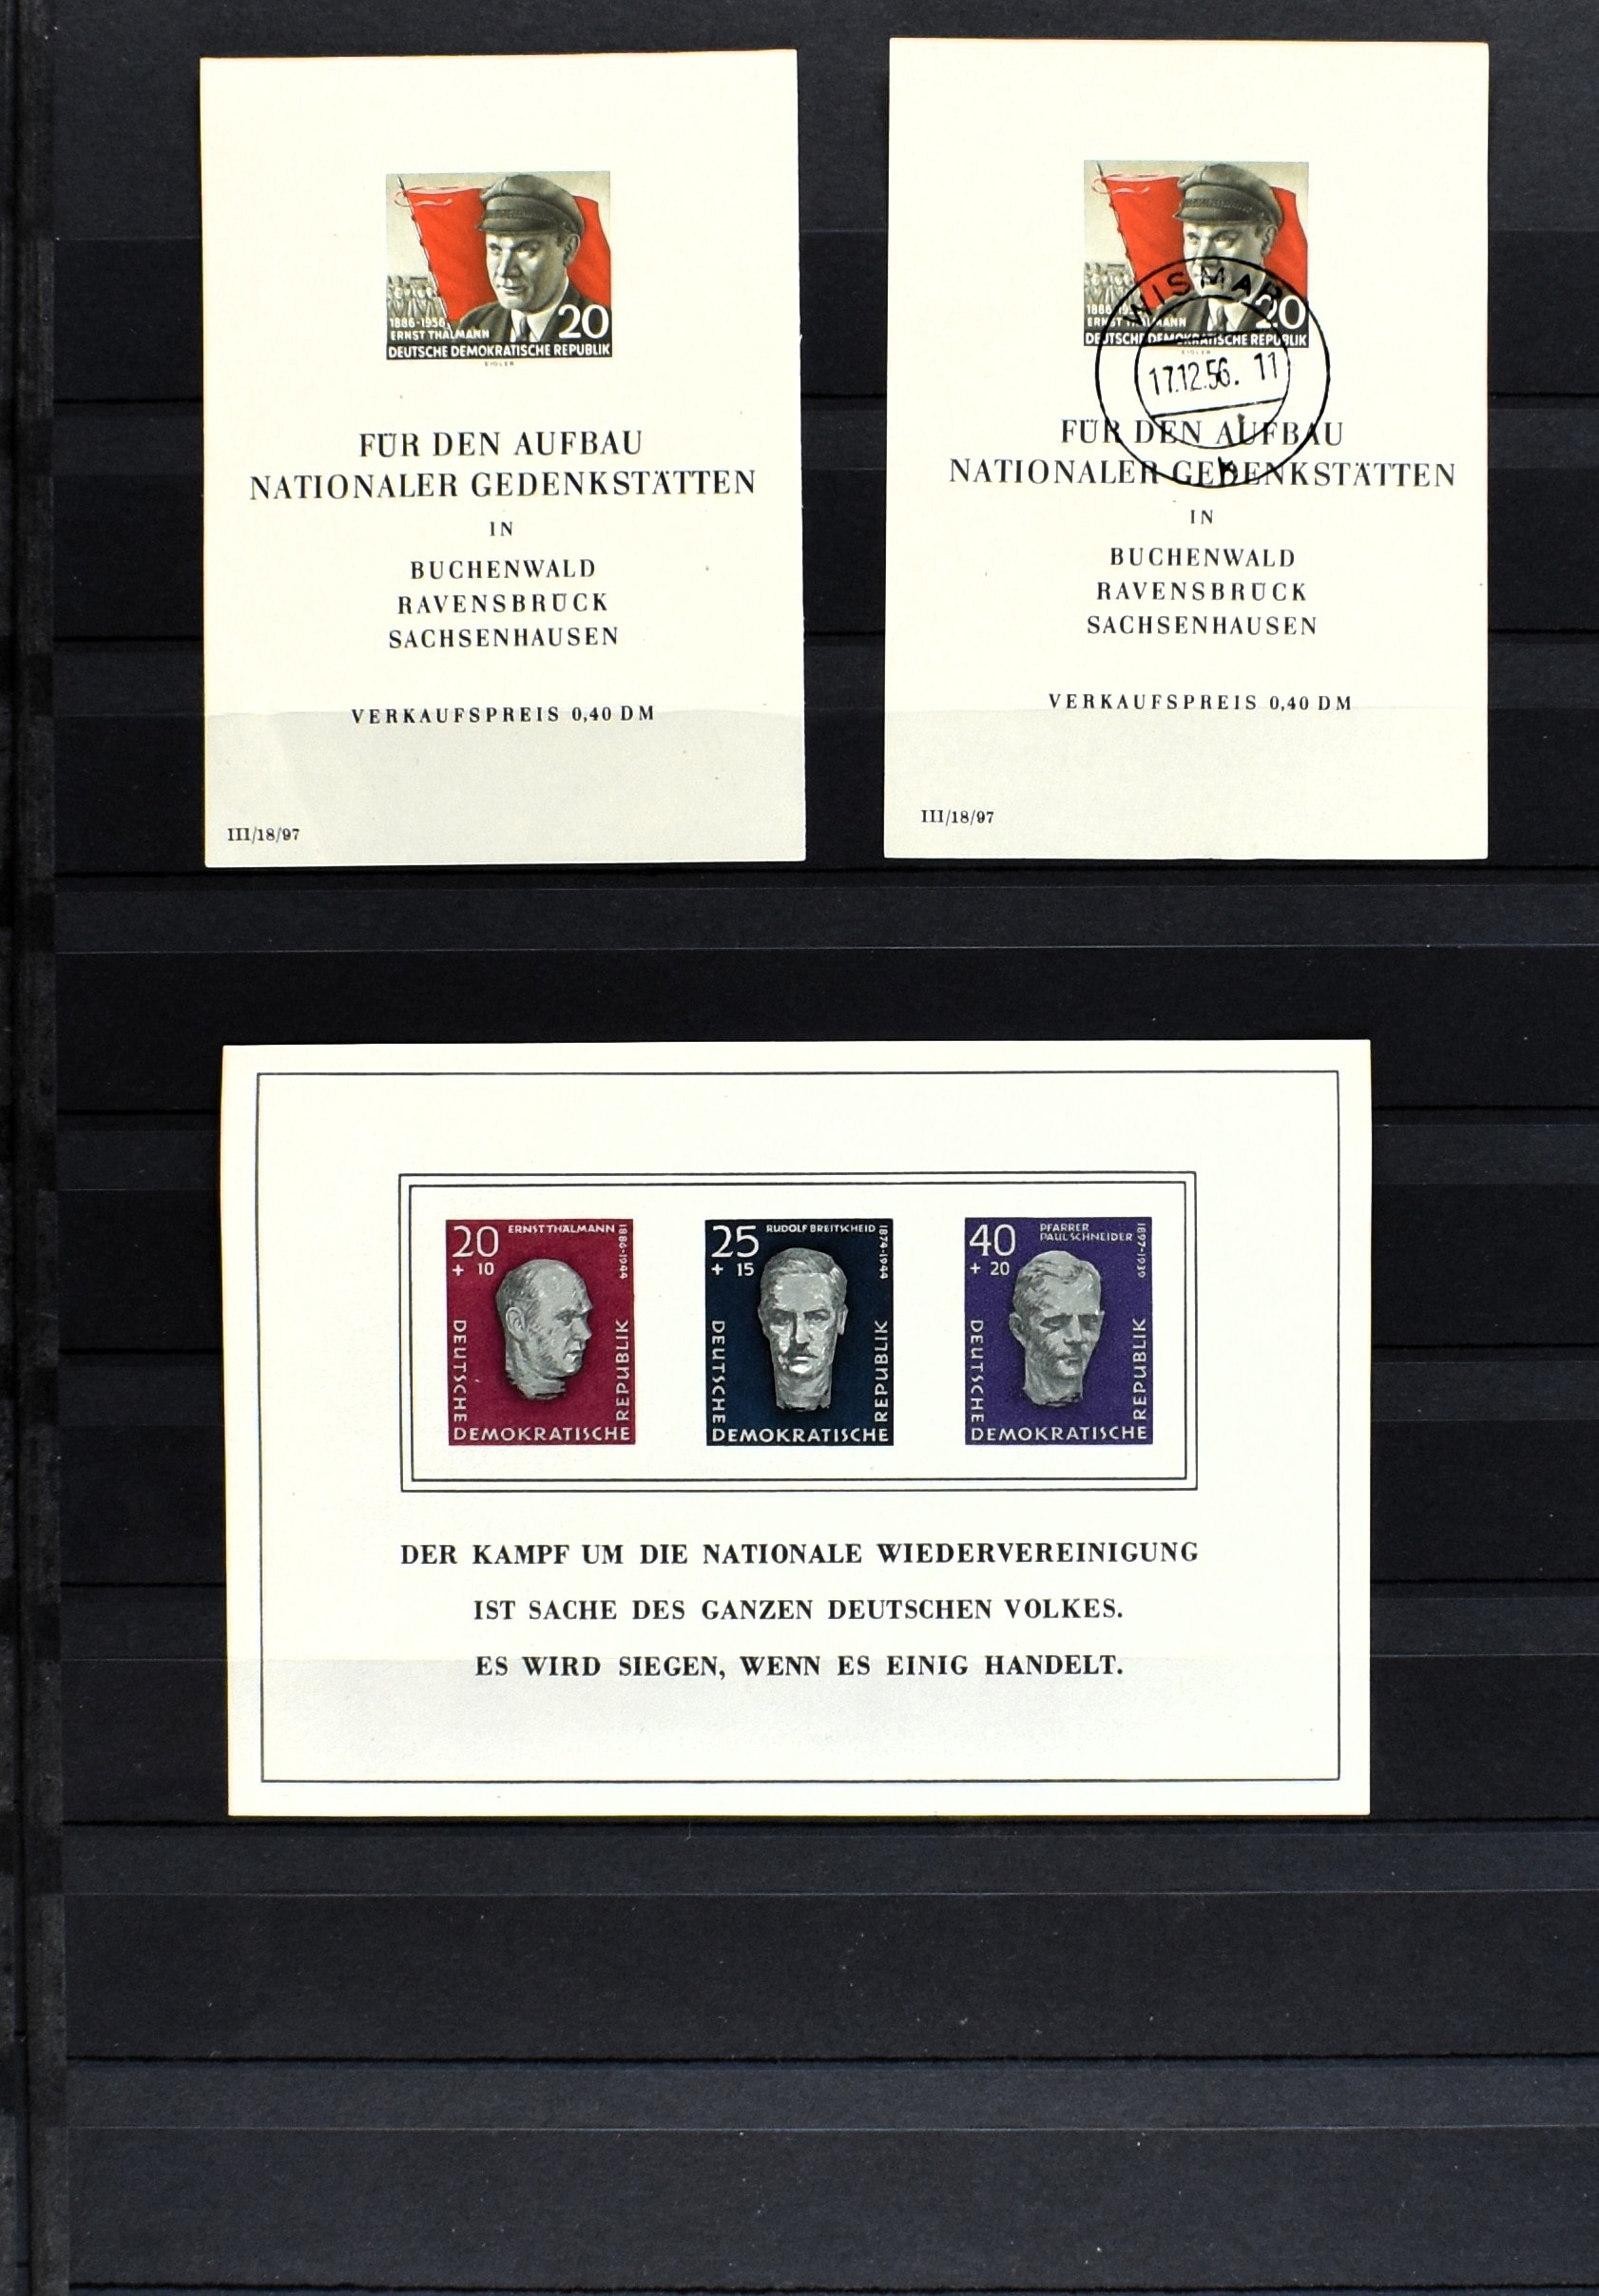 1886-1956
ERNST THÄLMANN
20
DEUTSCHE DEMOKRATISCHE REPUBLIK
EIGLER
FÜR DEN AUFBAU
NATIONALER GEDENKSTÄTTEN
IN
BUCHENWALD
RAVENSBRÜCK
SACHSENHAUSEN
VERKAUFSPREIS 0,40 DM
III/18/97
ERNST THÄLMANN
20
DEUTSCHE DEMOKRATISCHE REPUBLIK
EIGLER
WISMAR
17.12.56. 11
FÜR DEN AUFBAU
NATIONALER GEDENKSTÄTTEN
IN
BUCHENWALD
RAVENSBRÜCK
SACHSENHAUSEN
VERKAUFSPREIS 0,40 DM
III/18/97
20
+ 10
ERNST THÄLMANN
1886-1944
DEUTSCHE
DEMOKRATISCHE
REPUBLIK
25
+ 15
RUDOLF BREITSCHEID
1874-1944
DEUTSCHE
DEMOKRATISCHE
REPUBLIK
40
+ 20
PFARRER
PAUL SCHNEIDER
1897-1939
DEUTSCHE
DEMOKRATISCHE
REPUBLIK
DER KAMPF UM DIE NATIONALE WIEDERVEREINIGUNG
IST SACHE DES GANZEN DEUTSCHEN VOLKES.
ES WIRD SIEGEN, WENN ES EINIG HANDELT.